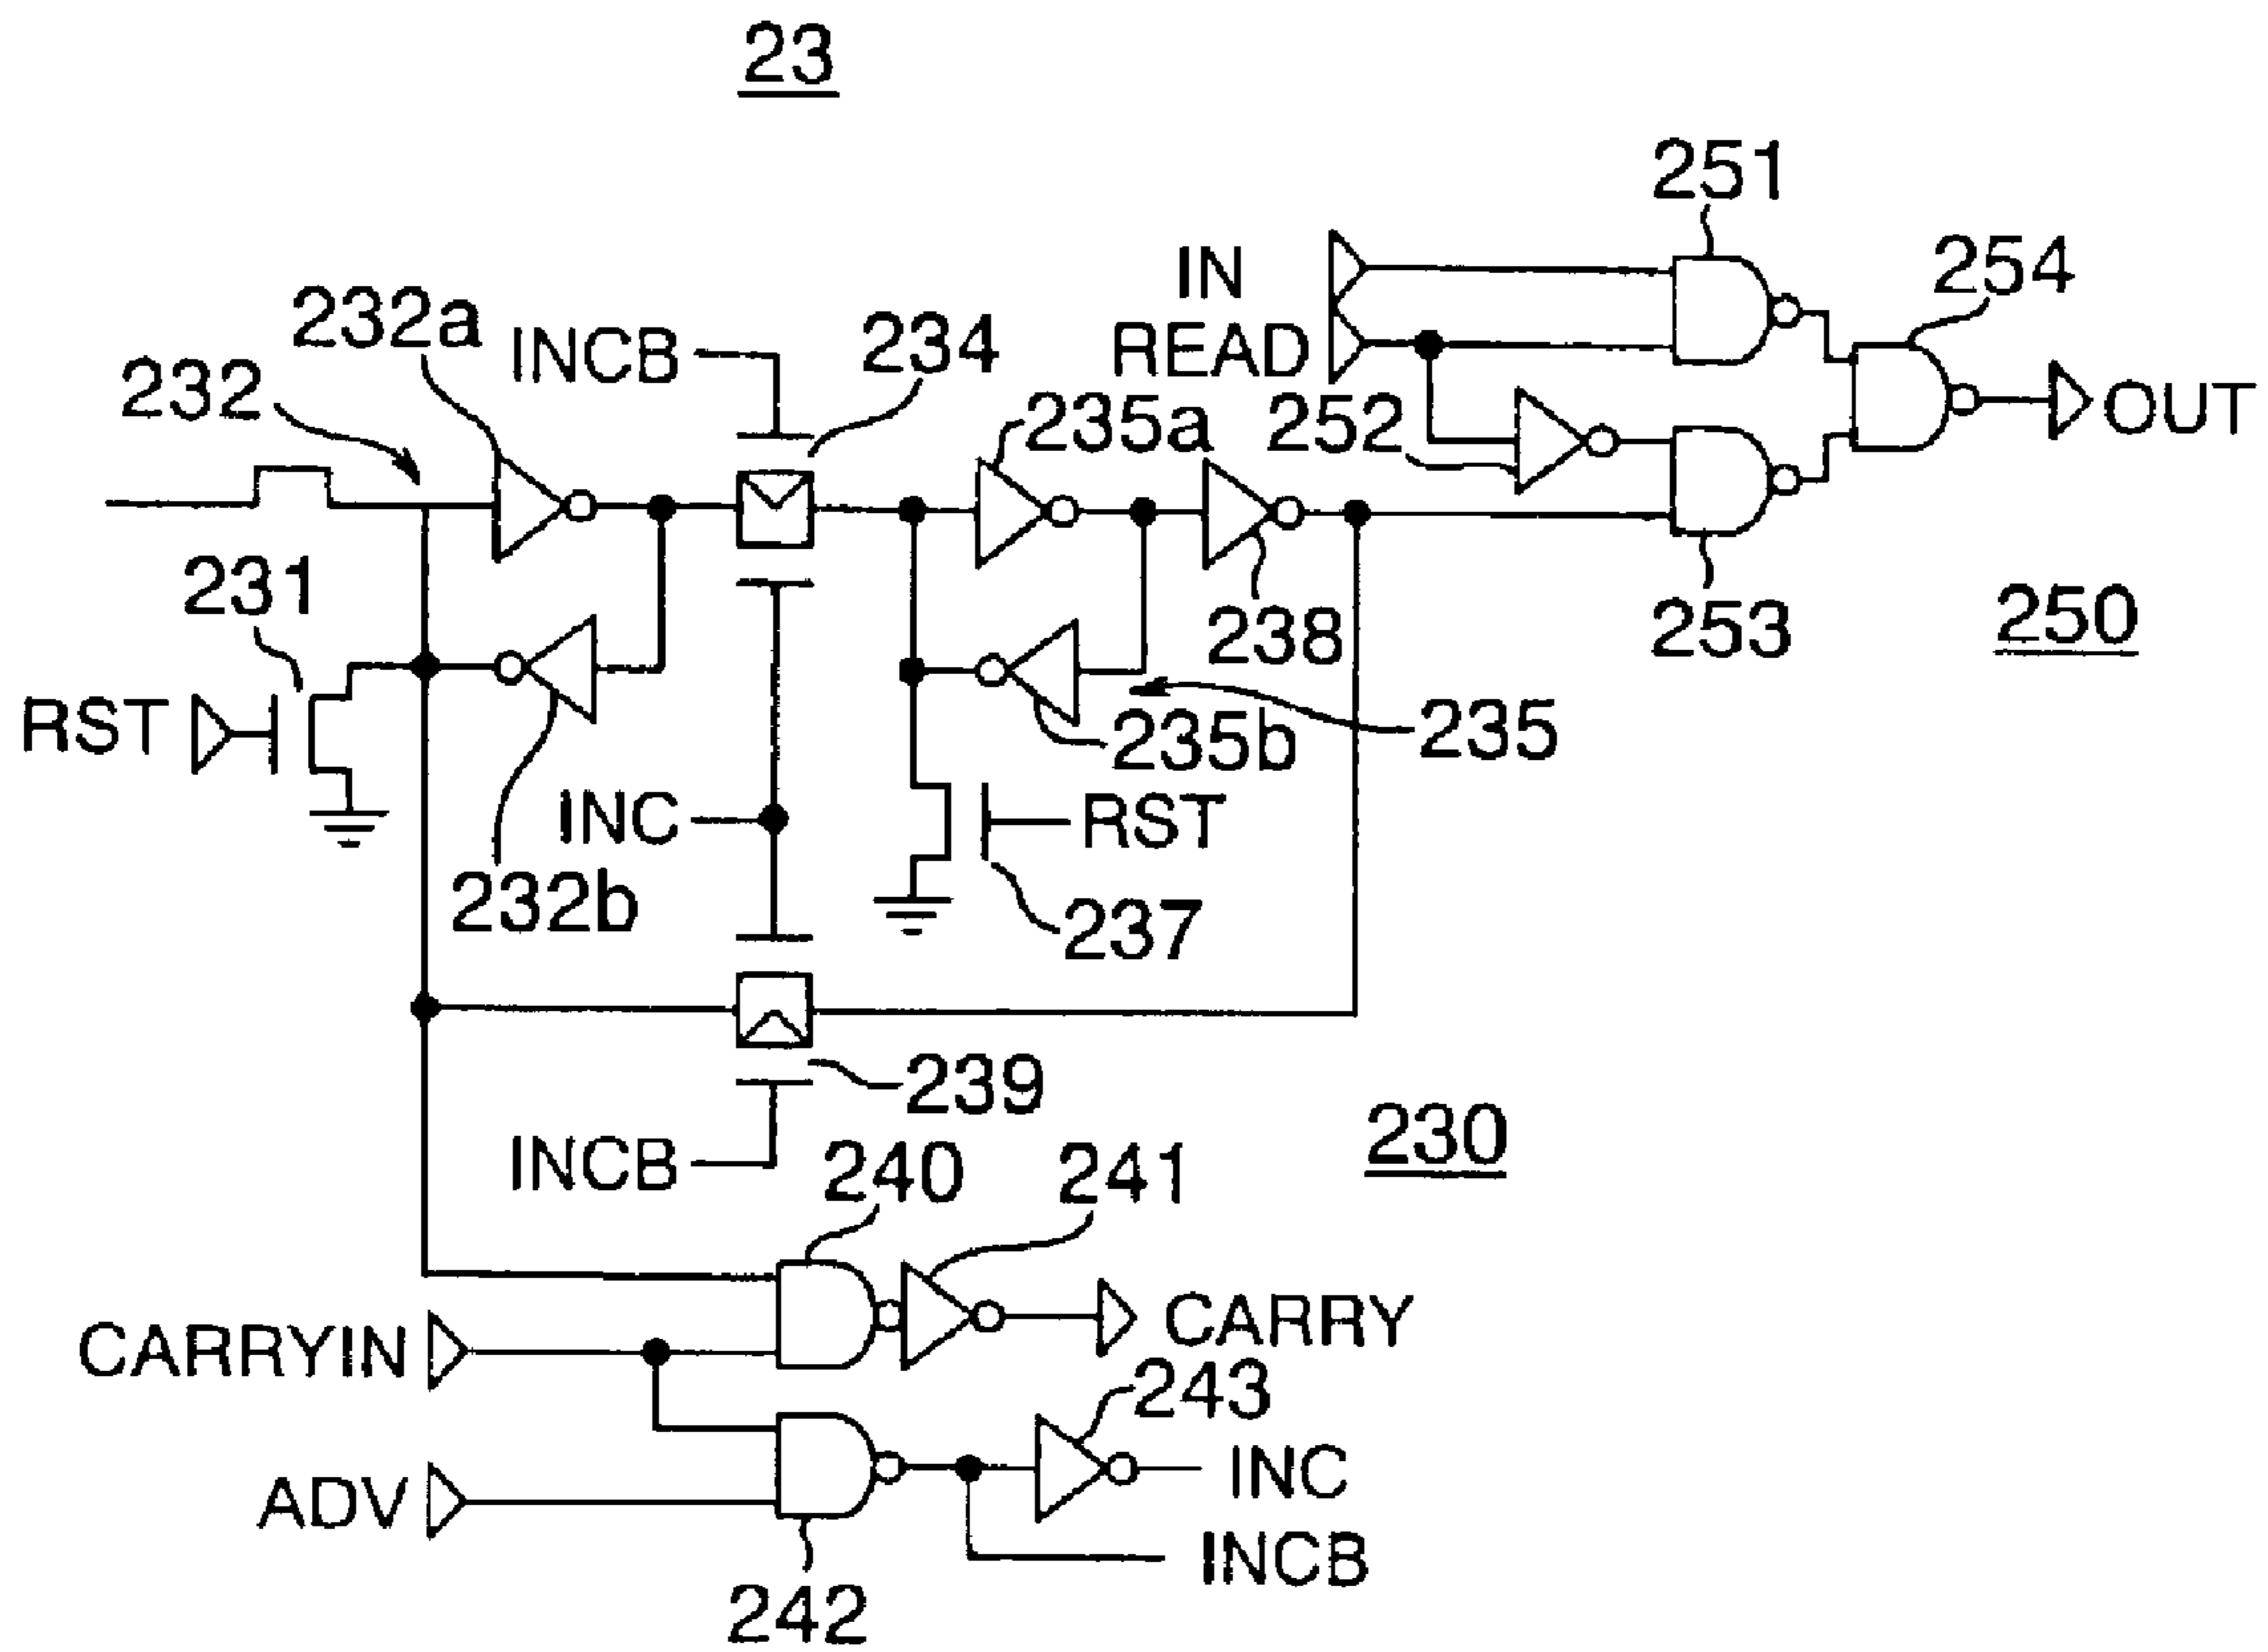 23
251
IN
254
232a
INCB
234
READ
232
235a
252
OUT
231
238
253
250
RST
235b
235
INC
RST
232b
237
239
230
INCB
240
241
CARRYIN
CARRY
243
ADV
INC
INCB
242